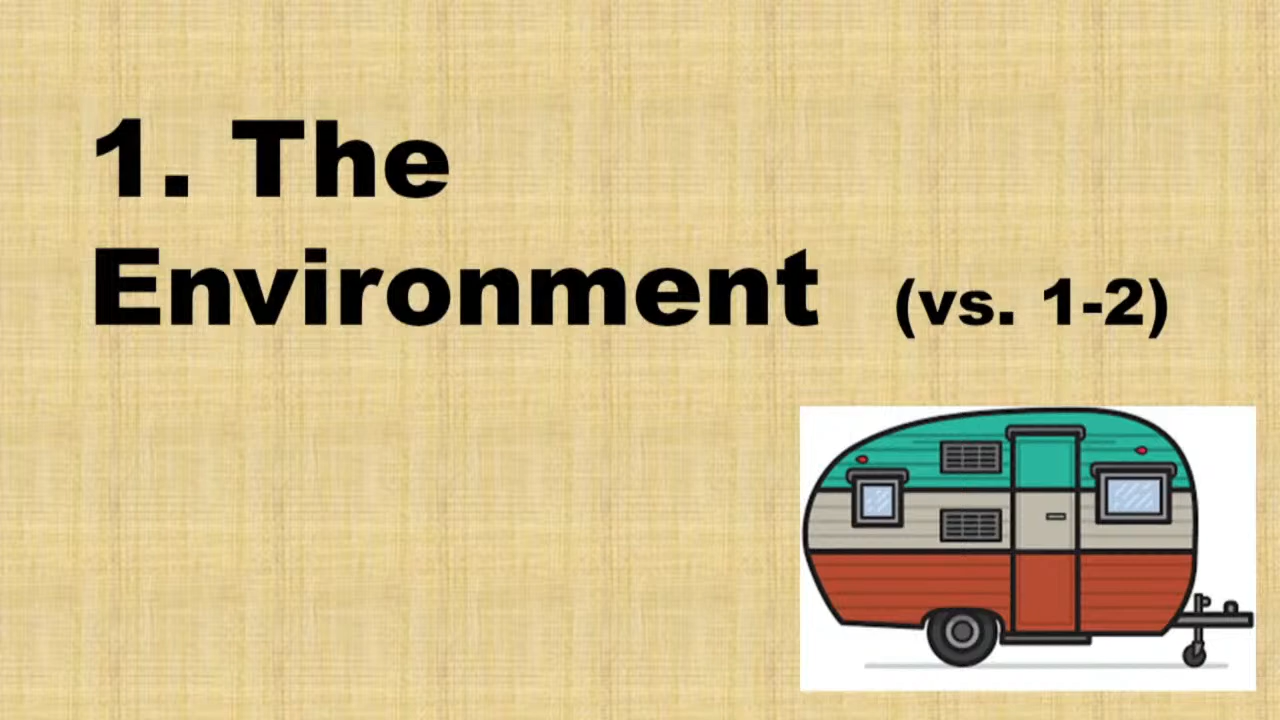 1. The
Environment (vs. 1-2)